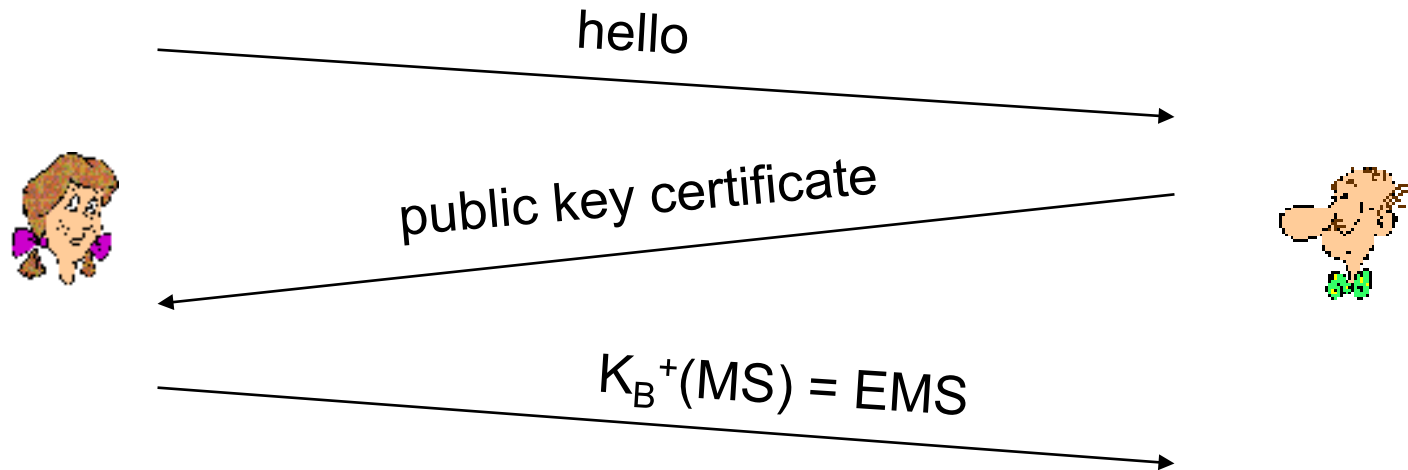 hello
public key certificate
K_B^+(MS) = EMS